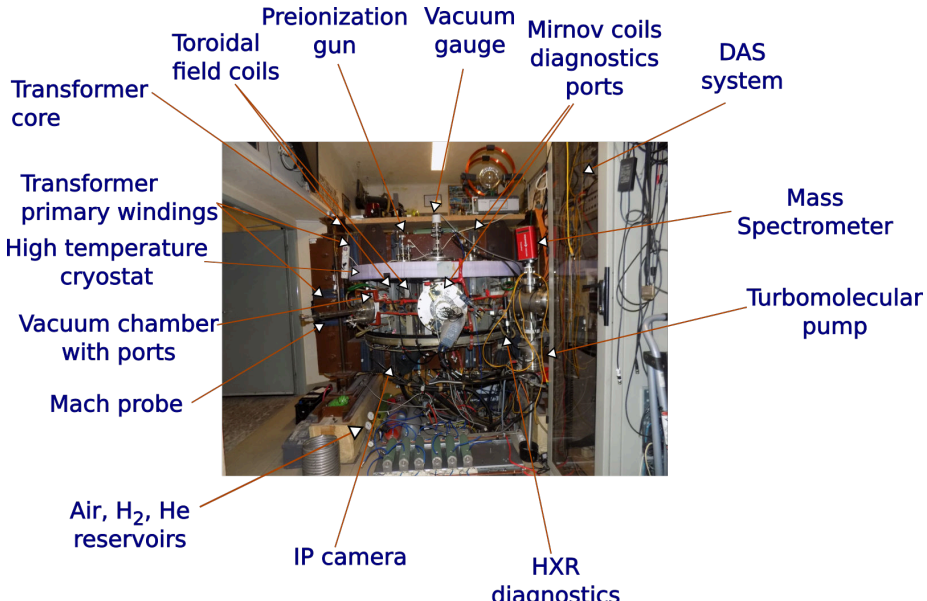 Preionization
gun
Vacuum
gauge
Mirnov coils
diagnostics
ports
Toroidal
field coils
DAS
system
Transformer
core
Transformer
primary windings
Mass
Spectrometer
High temperature
cryostat
Turbomolecular
pump
Vacuum chamber
with ports
Mach probe
Air, H₂, He
reservoirs
IP camera
HXR
diagnostics